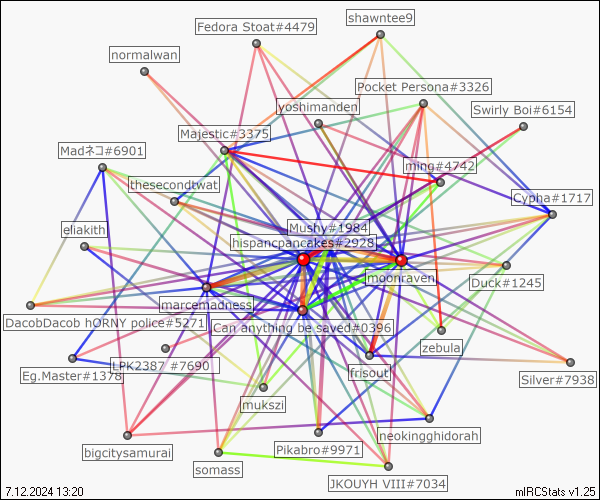 shawntee9
Fedora Stoat#4479
normalwan
Pocket Persona#3326
yoshimanden
Swirly Boi#6154
Majestic#3375
Madネコ#6901
ming#4742
thesecondtwat
Cypha#1717
Mushy#1984
eliakith
hispancpancakes#2928
moonraven
Duck#1245
marcemadness
DacobDacob hORNY police#5271
Can anything be saved#0396
zebula
LPK2387 #7690
frisout
Eg.Master#1378
Silver#7938
mukszi
neokingghidorah
Pikabro#9971
bigcitysamurai
somass
JKOUYH VIII#7034
7.12.2024 13:20
mIRCStats v1.25